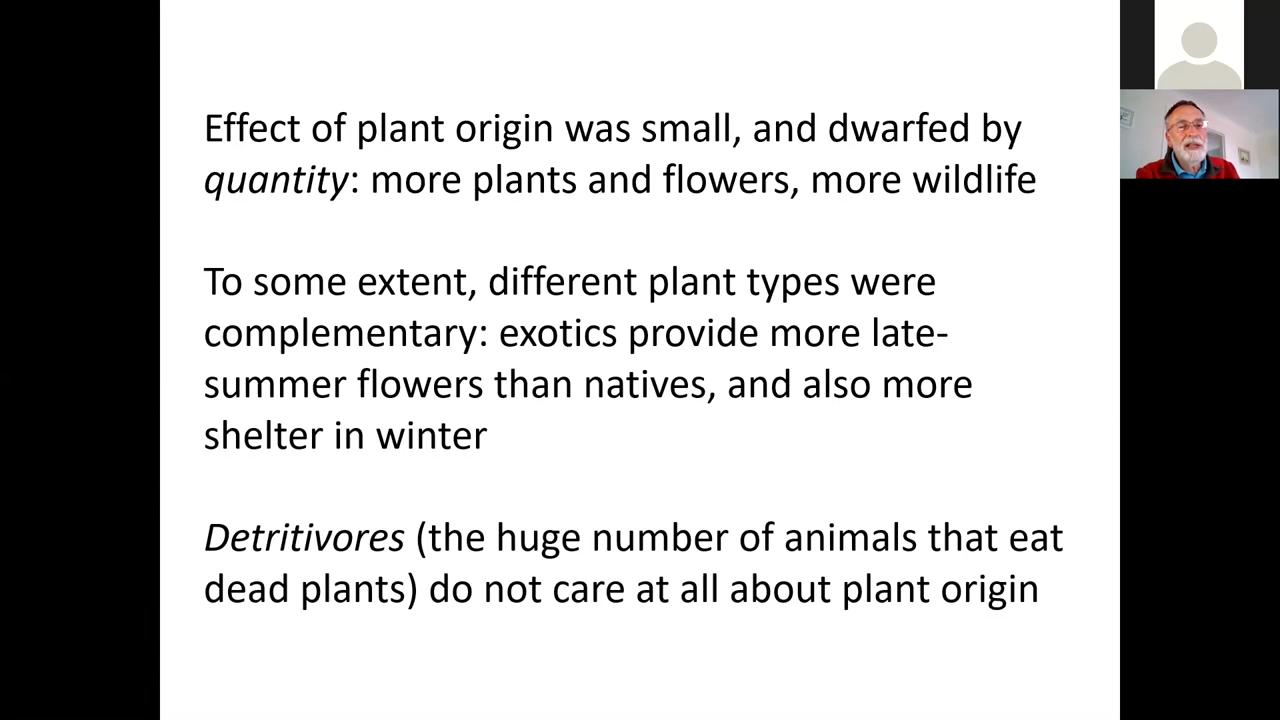 Effect of plant origin was small, and dwarfed by
quantity: more plants and flowers, more wildlife
To some extent, different plant types were
complementary: exotics provide more late-
summer flowers than natives, and also more
shelter in winter
Detritivores (the huge number of animals that eat
dead plants) do not care at all about plant origin